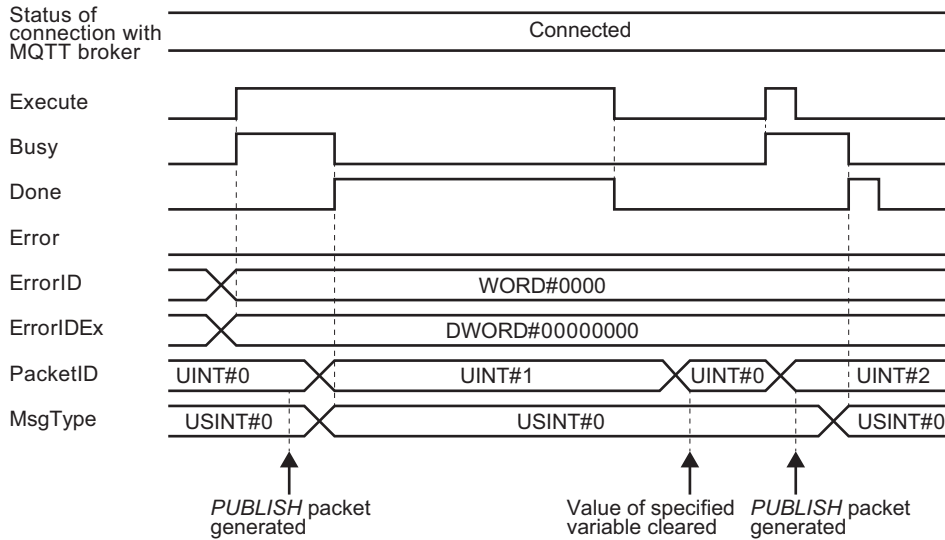 Status of
connection with
MQTT broker
Connected
Execute
Busy
Done
Error
ErrorID
WORD#0000
ErrorIDEx
DWORD#00000000
PacketID
UINT#0
UINT#1
UINT#0
UINT#2
MsgType
USINT#0
USINT#0
USINT#0
PUBLISH packet
generated
Value of specified
variable cleared
PUBLISH packet
generated